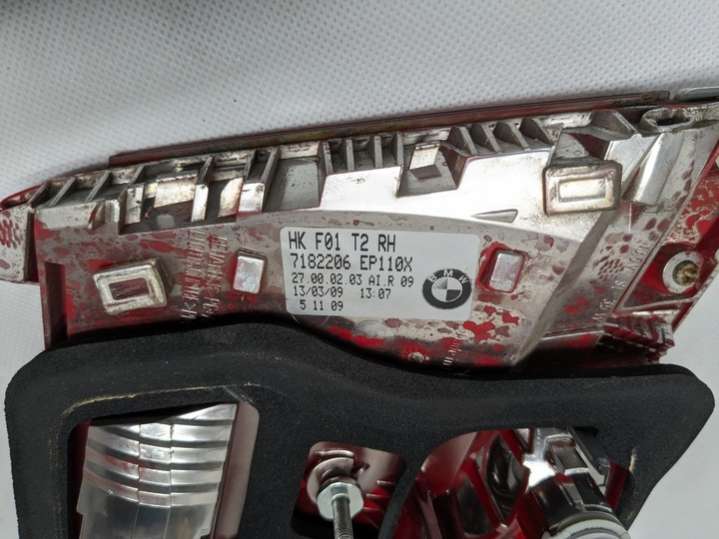 HK F01 T2 RH
7182206 EP110X
27.00.02.03 AI.R 09
13/03/09 13:07
5 11 09
BMW